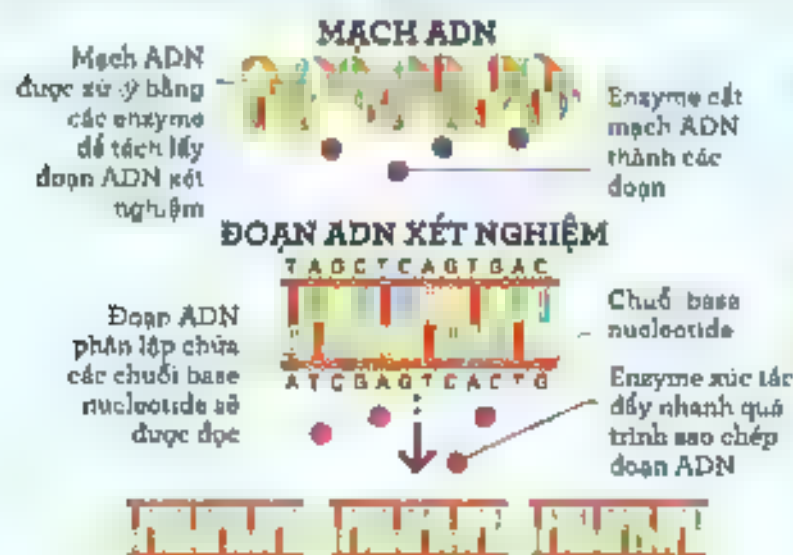 MẠCH ADN
Mạch ADN
được xử lý bằng
các enzyme
để tách lấy
đoạn ADN xét
nghiệm
Enzyme cắt
mạch ADN
thành các
đoạn
ĐOẠN ADN XÉT NGHIỆM
T A G C T C A G T G A C
Đoạn ADN
phân lập chứa
các chuỗi base
nucleotide sẽ
được đọc
Chuỗi base
nucleotide
A T C G A G T C A C T G
Enzyme xúc tác
đẩy nhanh quá
trình sao chép
đoạn ADN